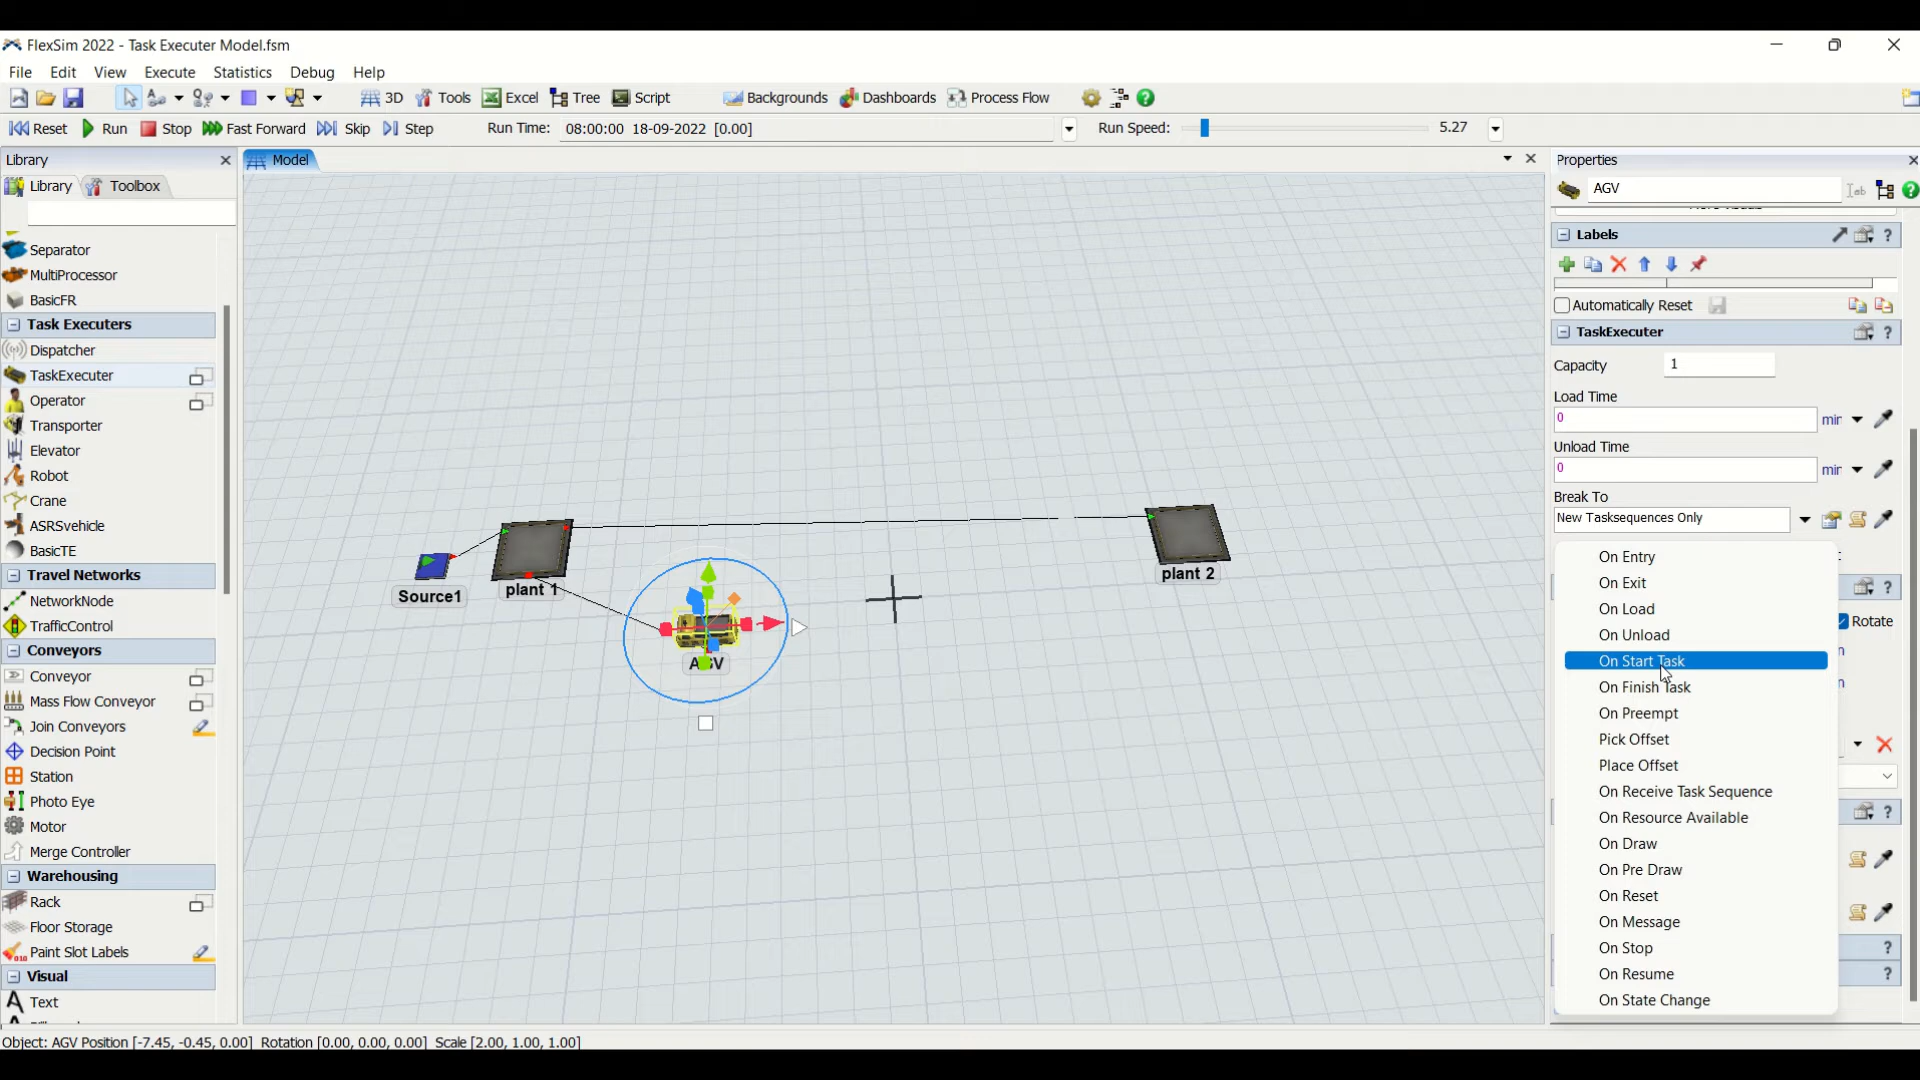 FlexSim 2022 - Task Executer Model.fsm
File Edit View Execute Statistics Debug Help
3D Tools Excel Tree Script Backgrounds Dashboards Process Flow
Reset Run Stop Fast Forward Skip Step Run Time: 08:00:00 18-09-2022 [0.00] Run Speed: 5.27
Library
Library Toolbox
Separator
MultiProcessor
BasicFR
Task Executers
Dispatcher
TaskExecuter
Operator
Transporter
Elevator
Robot
Crane
ASRSvehicle
BasicTE
Travel Networks
NetworkNode
TrafficControl
Conveyors
Conveyor
Mass Flow Conveyor
Join Conveyors
Decision Point
Station
Photo Eye
Motor
Merge Controller
Warehousing
Rack
Floor Storage
Paint Slot Labels
Visual
Text
Model
Source1
plant 1
AGV
plant 2
Properties
AGV
Labels
Automatically Reset
TaskExecuter
Capacity 1
Load Time
0 min
Unload Time
0 min
Break To
New Tasksequences Only
On Entry
On Exit
On Load
On Unload
On Start Task
On Finish Task
On Preempt
Pick Offset
Place Offset
On Receive Task Sequence
On Resource Available
On Draw
On Pre Draw
On Reset
On Message
On Stop
On Resume
On State Change
Rotate
Object: AGV Position [-7.45, -0.45, 0.00] Rotation [0.00, 0.00, 0.00] Scale [2.00, 1.00, 1.00]